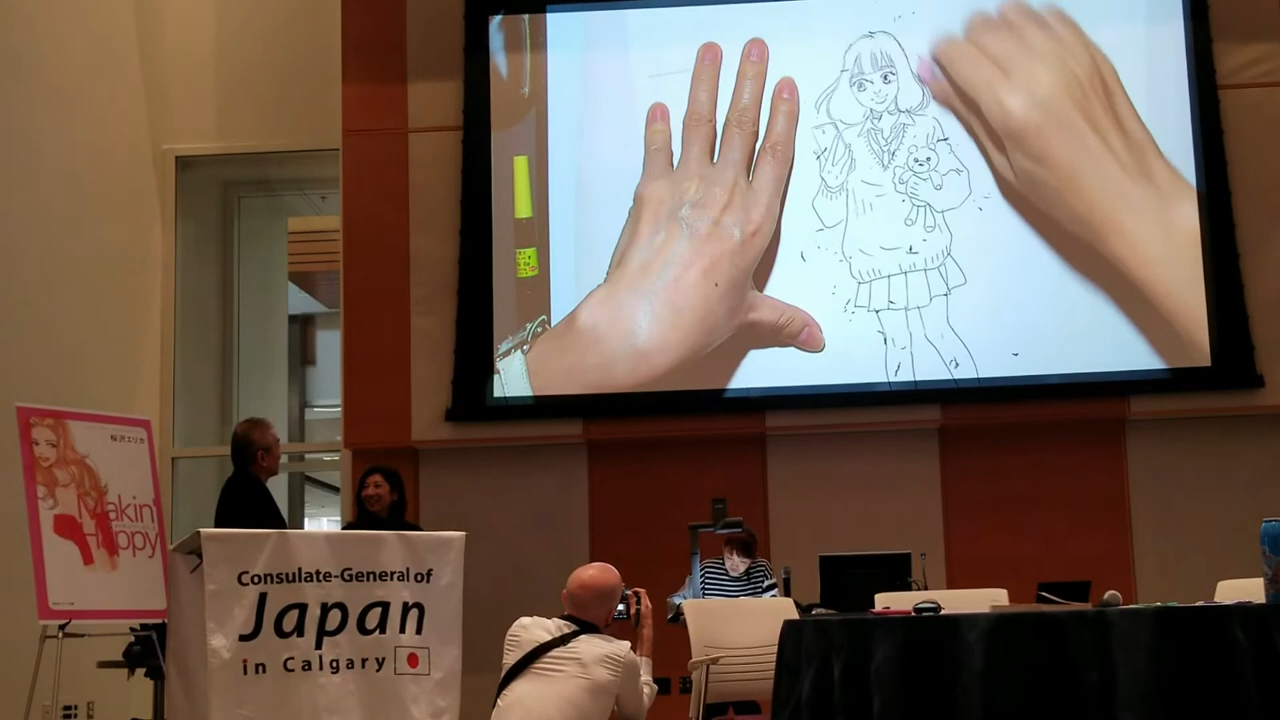 桜沢エリカ
Makin'
Happy
Consulate-General of
Japan
in Calgary